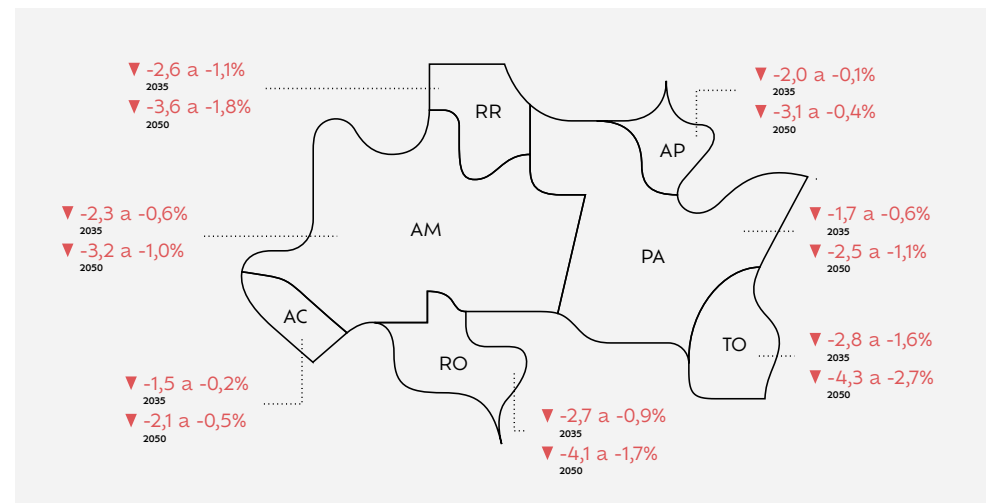 ▼ -2,6 a -1,1%
2035
▼ -3,6 a -1,8%
2050
RR
▼ -2,0 a -0,1%
2035
▼ -3,1 a -0,4%
2050
AP
▼ -2,3 a -0,6%
2035
▼ -3,2 a -1,0%
2050
AM
PA
▼ -1,7 a -0,6%
2035
▼ -2,5 a -1,1%
2050
AC
RO
TO
▼ -2,8 a -1,6%
2035
▼ -4,3 a -2,7%
2050
▼ -1,5 a -0,2%
2035
▼ -2,1 a -0,5%
2050
▼ -2,7 a -0,9%
2035
▼ -4,1 a -1,7%
2050